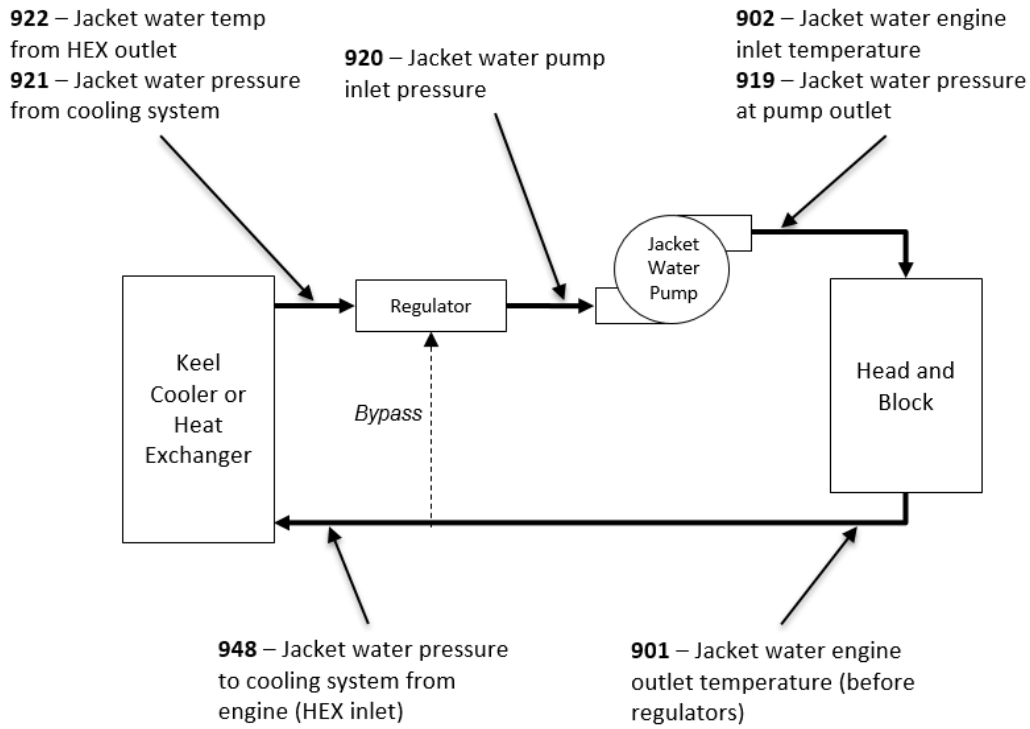 922 – Jacket water temp
from HEX outlet
921 – Jacket water pressure
from cooling system
920 – Jacket water pump
inlet pressure
902 – Jacket water engine
inlet temperature
919 – Jacket water pressure
at pump outlet
Jacket
Water
Pump
Regulator
Keel
Cooler or
Heat
Exchanger
Bypass
Head and
Block
948 – Jacket water pressure
to cooling system from
engine (HEX inlet)
901 – Jacket water engine
outlet temperature (before
regulators)